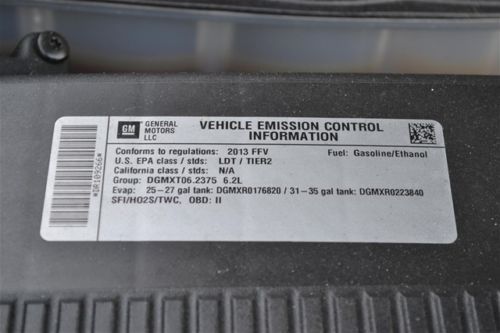 GM GENERAL MOTORS LLC
VEHICLE EMISSION CONTROL
INFORMATION
Conforms to regulations: 2013 FFV Fuel: Gasoline/Ethanol
U.S. EPA class / stds: LDT / TIER2
California class / stds: N/A
Group: DGMXT06.2375 6.2L
Evap: 25-27 gal tank: DGMXR0176820 / 31-35 gal tank: DGMXR0223840
SFI/HO2S/TWC, OBD: II